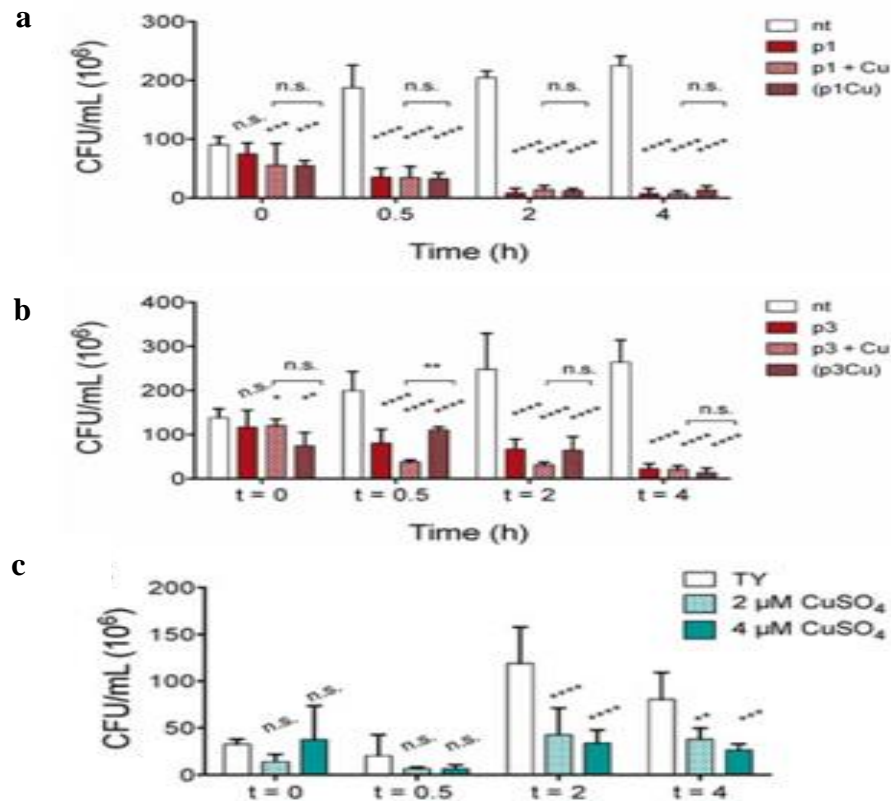 a
300
200
100
0
CFU/mL (10⁶)
nt
p1
p1 + Cu
(p1Cu)
n.s.
n.s.
n.s.
n.s.
n.s.
**** **** ****
**** **** ****
**** **** ****
0 0.5 2 4
Time (h)
b
400
300
200
100
0
CFU/mL (10⁶)
nt
p3
p3 + Cu
(p3Cu)
n.s.
**
n.s.
n.s.
n.s. * **
**** **** ****
**** **** ****
**** **** ****
t = 0 t = 0.5 t = 2 t = 4
Time (h)
c
200
150
100
50
0
CFU/mL (10⁶)
TY
2 µM CuSO₄
4 µM CuSO₄
n.s. n.s.
n.s. n.s.
**** ****
** ***
t = 0 t = 0.5 t = 2 t = 4